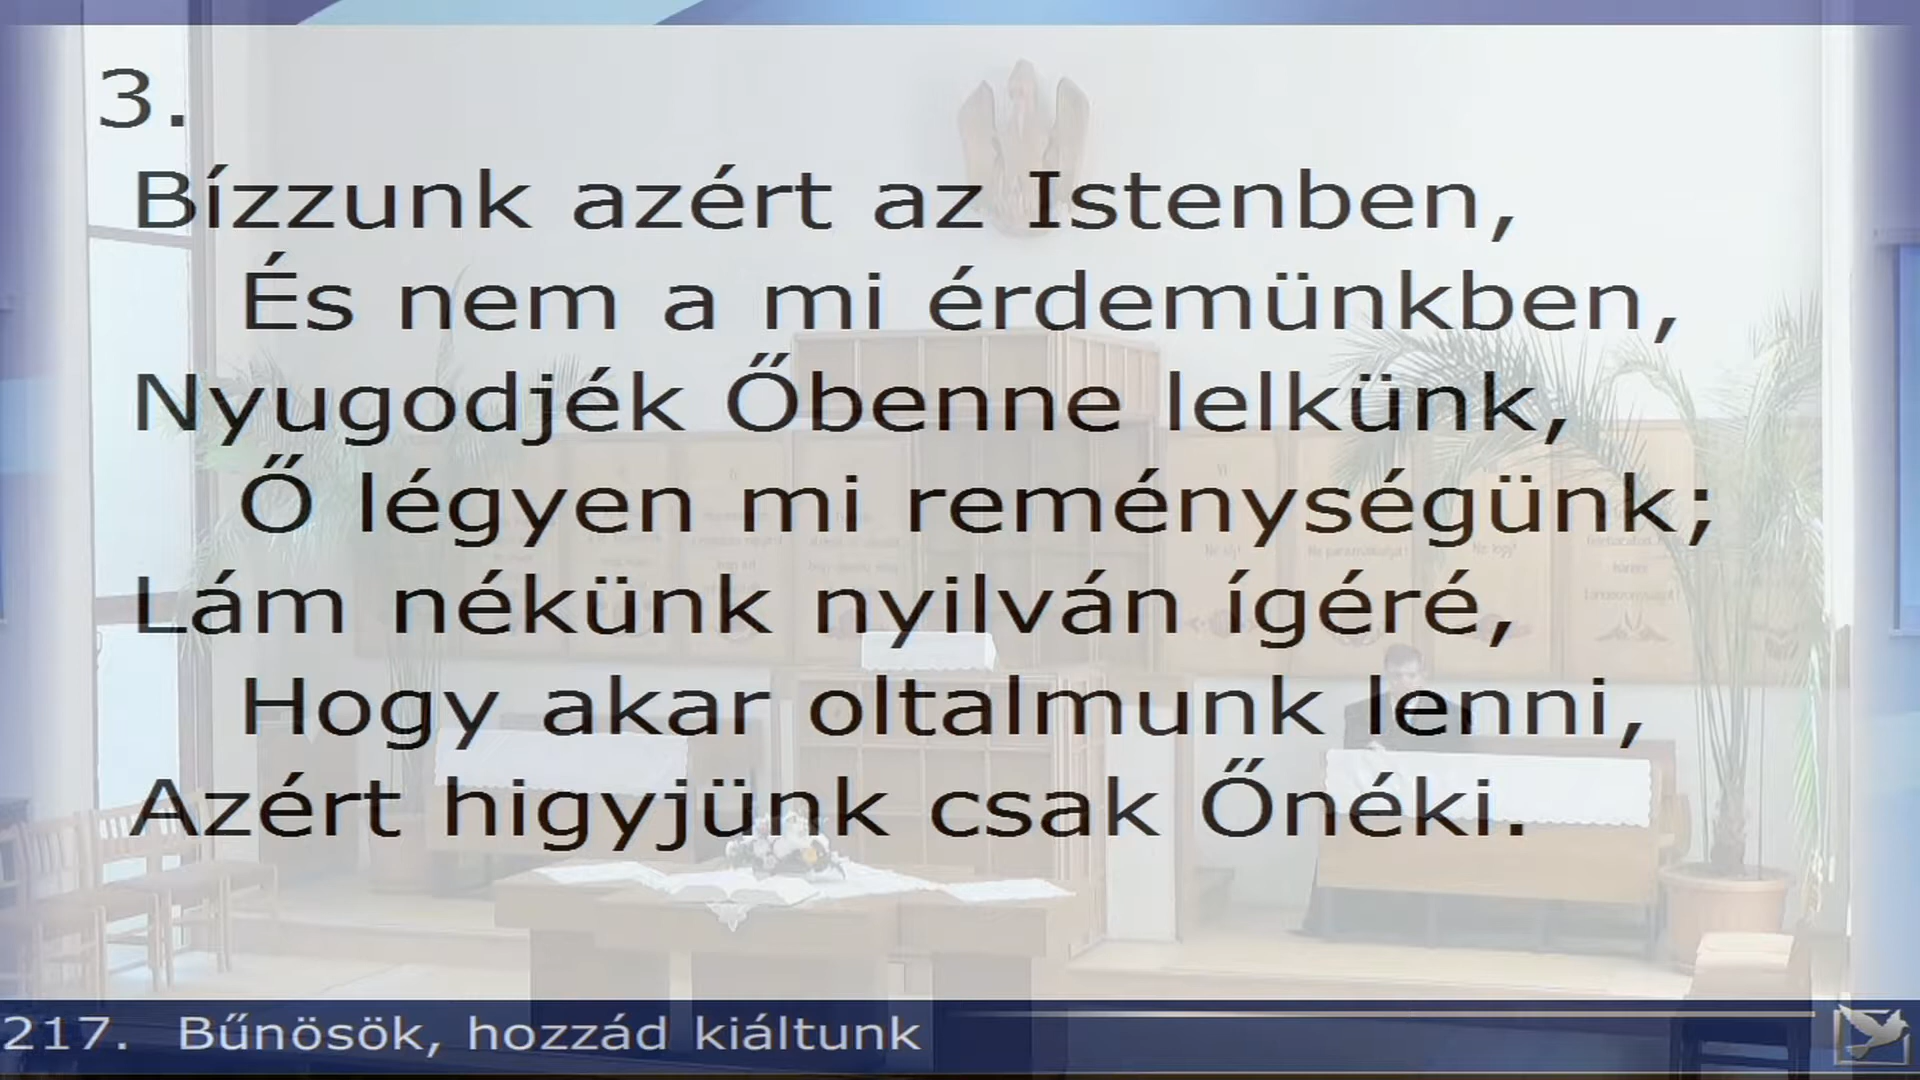 3.
Bízzunk azért az Istenben,
És nem a mi érdemünkben,
Nyugodjék Őbenne lelkünk,
Ő légyen mi reménységünk;
Lám nékünk nyilván ígéré,
Hogy akar oltalmunk lenni,
Azért higyjünk csak Őnéki.
217. Bűnösök, hozzád kiáltunk